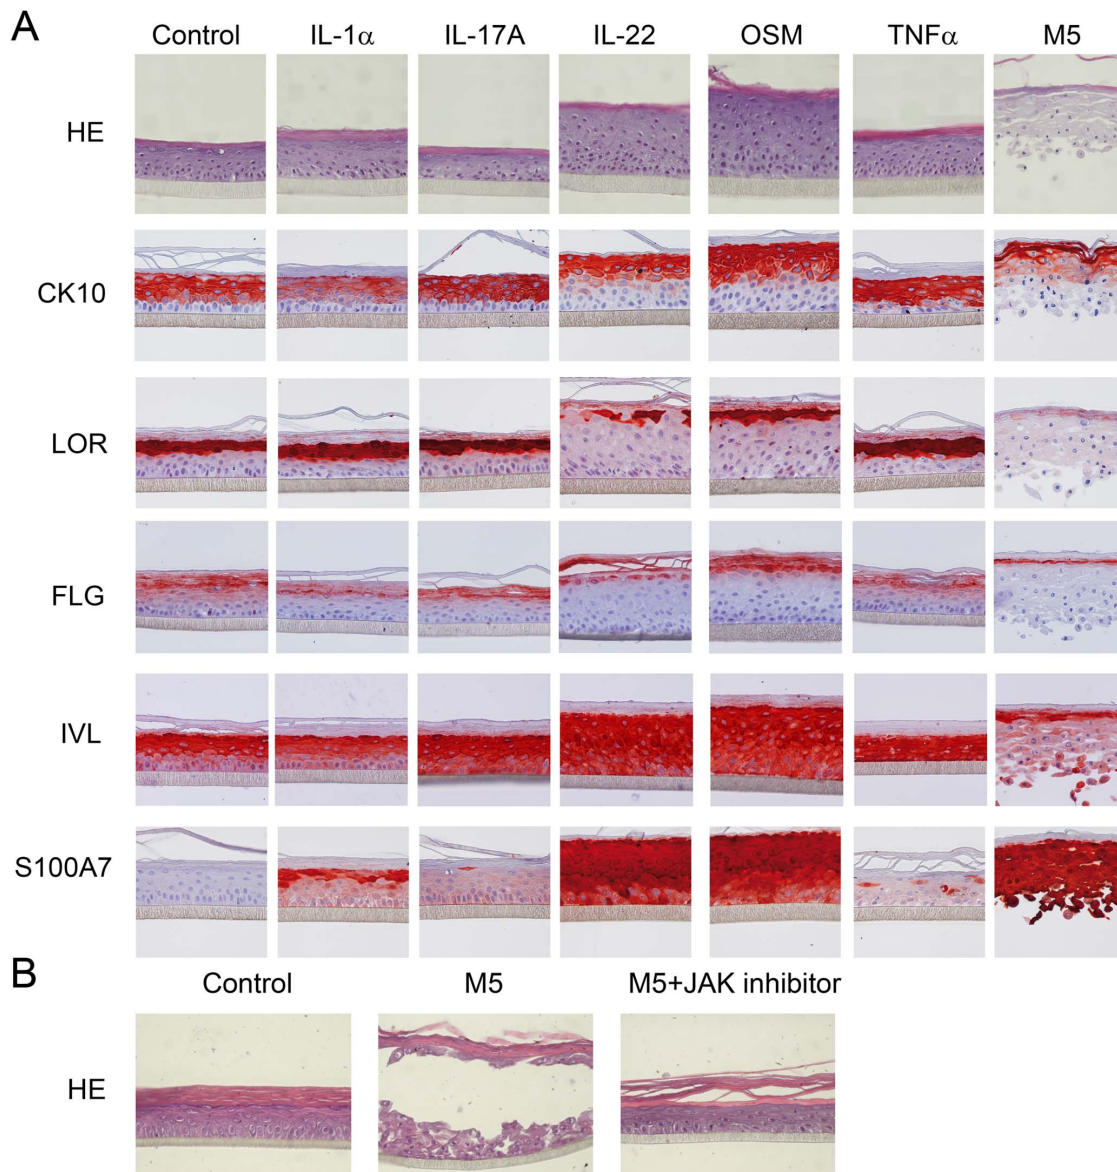 A
Control IL-1α IL-17A IL-22 OSM TNFα M5
HE
CK10
LOR
FLG
IVL
S100A7
B
Control M5 M5+JAK inhibitor
HE